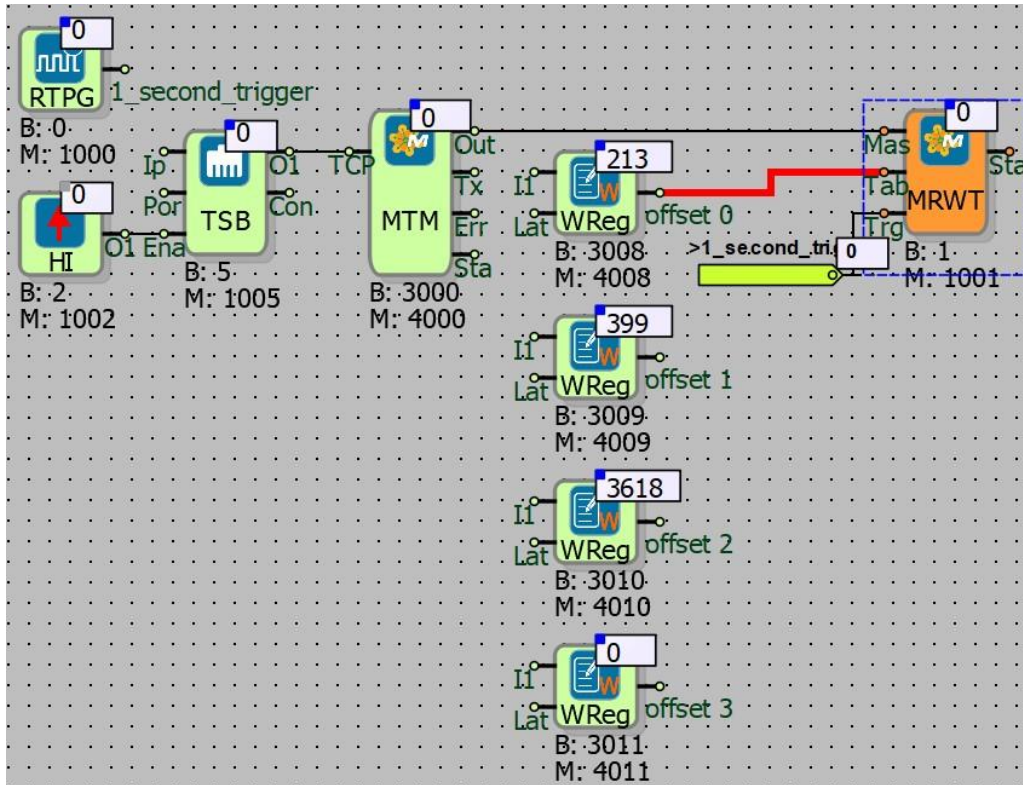 0
RTPG
1_second_trigger
B: 0
M: 1000
0
HI
O1
B: 2
M: 1002
0
Ip
Por
Ena
TSB
O1
Con
B: 5
M: 1005
0
TCP
MTM
Out
Tx
Err
Sta
B: 3000
M: 4000
213
I1
Lat
W
WReg
offset 0
B: 3008
M: 4008
399
I1
Lat
W
WReg
offset 1
B: 3009
M: 4009
3618
I1
Lat
W
WReg
offset 2
B: 3010
M: 4010
0
I1
Lat
W
WReg
offset 3
B: 3011
M: 4011
>1_second_tri
0
0
Mas
Tab
Trg
M
MRWT
Sta
B: 1
M: 1001